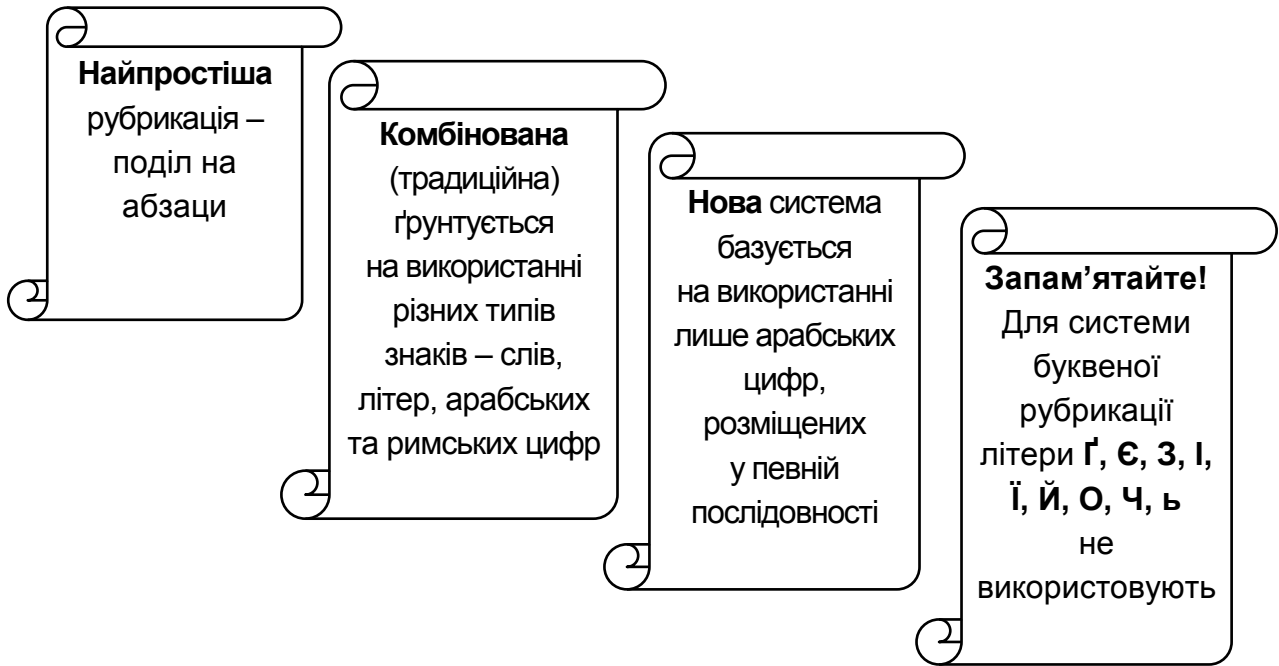 Найпростіша
рубрикація –
поділ на
абзаци
Комбінована
(традиційна)
ґрунтується
на використанні
різних типів
знаків – слів,
літер, арабських
та римських цифр
Нова система
базується
на використанні
лише арабських
цифр,
розміщених
у певній
послідовності
Запам’ятайте!
Для системи
буквеної
рубрикації
літери Ґ, Є, З, І,
Ї, Й, О, Ч, ь
не
використовують